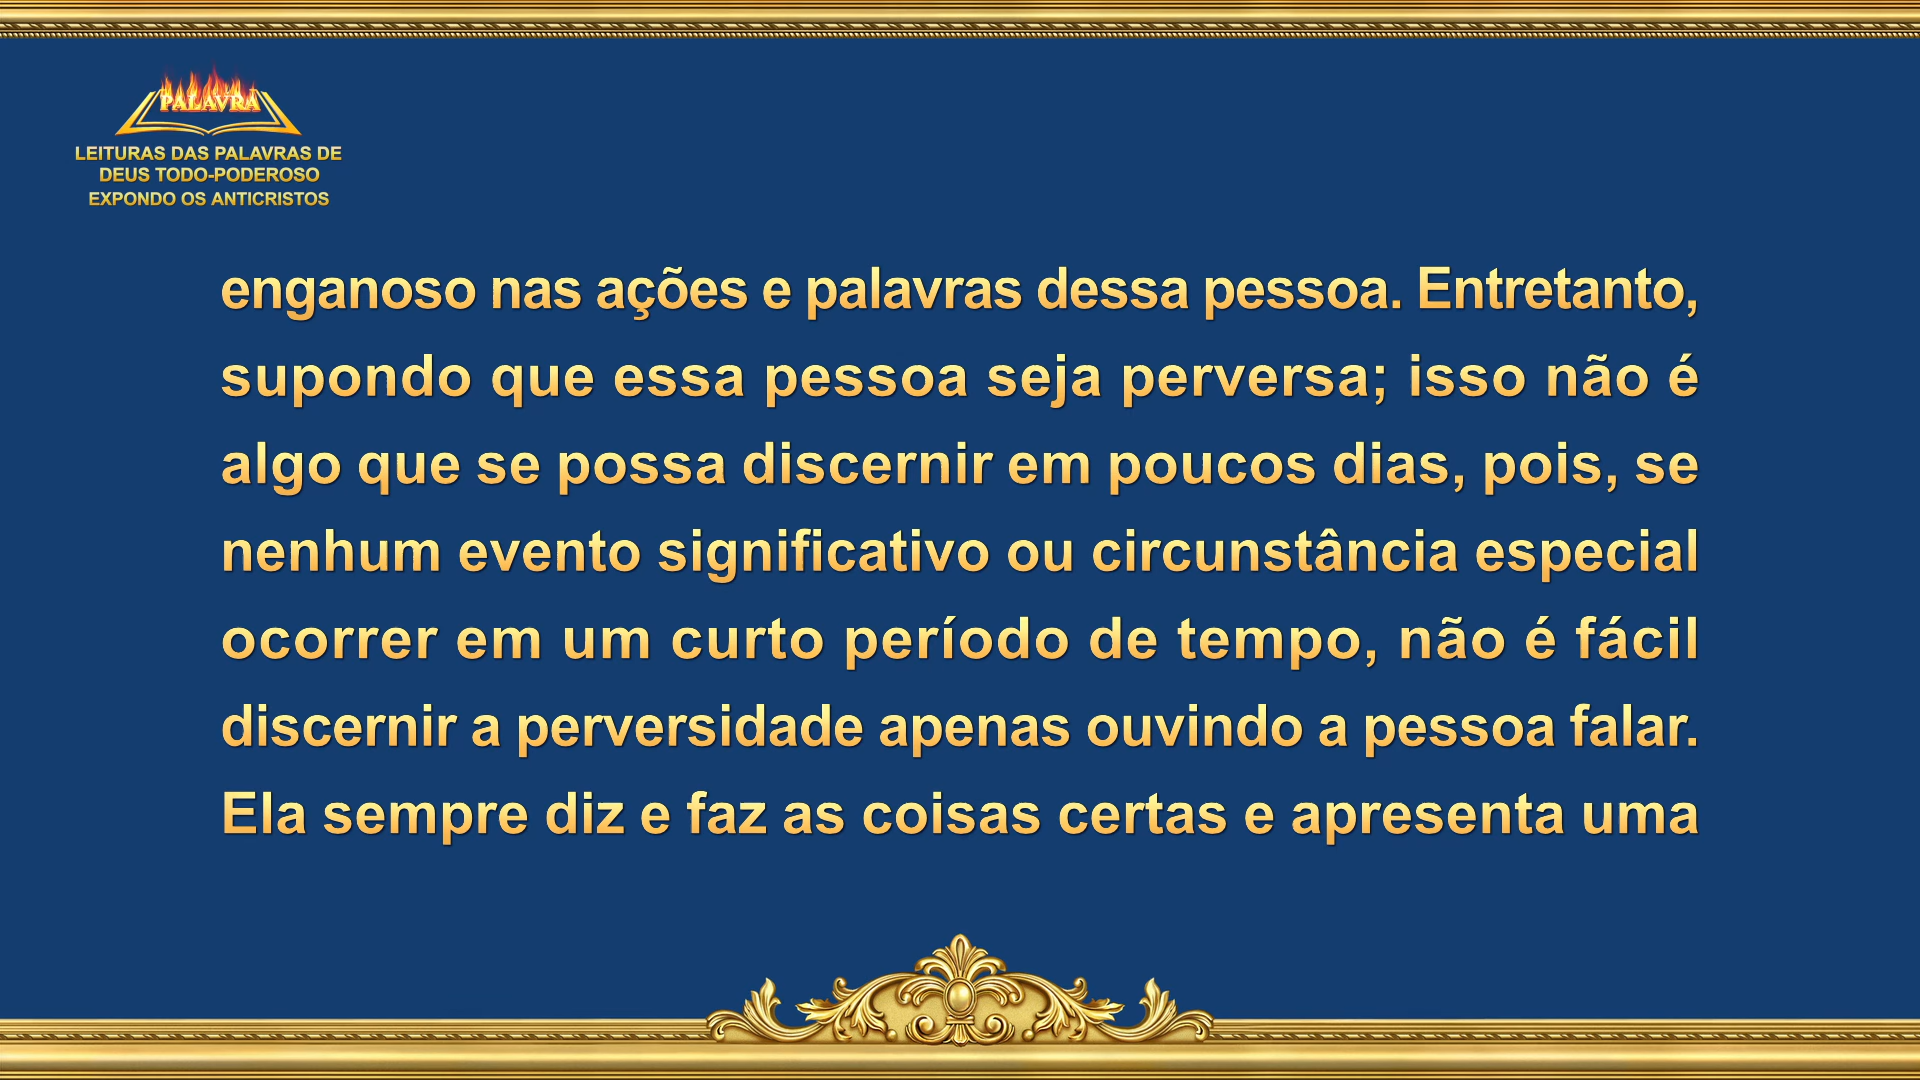 PALAVRA
LEITURAS DAS PALAVRAS DE
DEUS TODO-PODEROSO
EXPONDO OS ANTICRISTOS
enganoso nas ações e palavras dessa pessoa. Entretanto,
supondo que essa pessoa seja perversa; isso não é
algo que se possa discernir em poucos dias, pois, se
nenhum evento significativo ou circunstância especial
ocorrer em um curto período de tempo, não é fácil
discernir a perversidade apenas ouvindo a pessoa falar.
Ela sempre diz e faz as coisas certas e apresenta uma